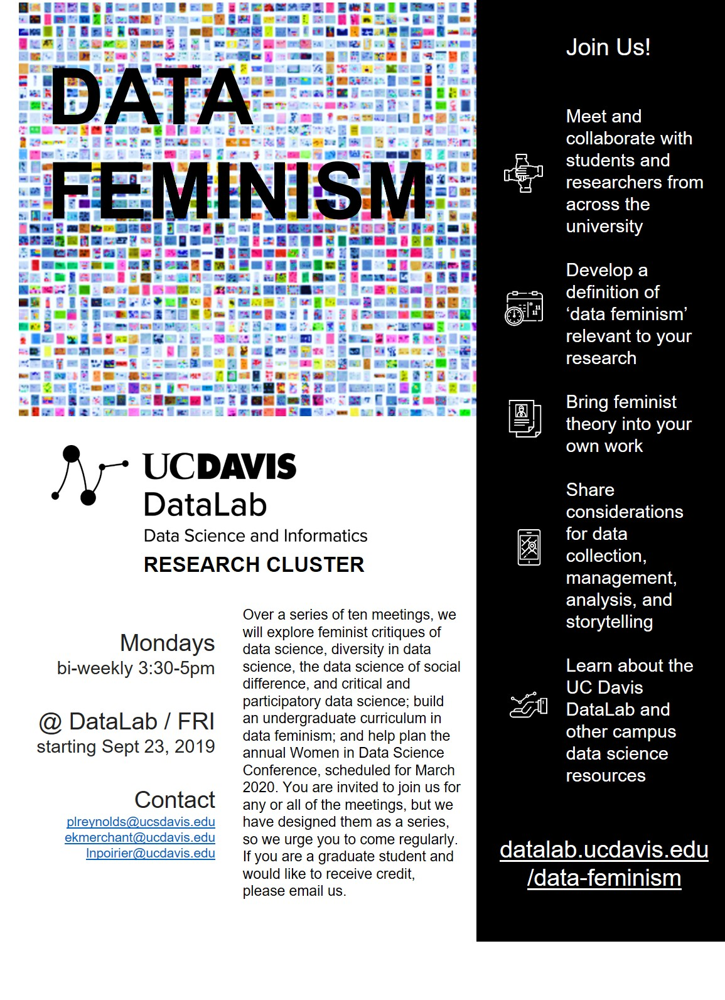 DATA
FEMINISM
UCDAVIS
DataLab
Data Science and Informatics
RESEARCH CLUSTER
Mondays
bi-weekly 3:30-5pm
@ DataLab / FRI
starting Sept 23, 2019
Contact
plreynolds@ucsdavis.edu
ekmerchant@ucdavis.edu
lnpoirier@ucdavis.edu
Over a series of ten meetings, we
will explore feminist critiques of
data science, diversity in data
science, the data science of social
difference, and critical and
participatory data science; build
an undergraduate curriculum in
data feminism; and help plan the
annual Women in Data Science
Conference, scheduled for March
2020. You are invited to join us for
any or all of the meetings, but we
have designed them as a series,
so we urge you to come regularly.
If you are a graduate student and
would like to receive credit,
please email us.
Join Us!
Meet and
collaborate with
students and
researchers from
across the
university
Develop a
definition of
‘data feminism’
relevant to your
research
Bring feminist
theory into your
own work
Share
considerations
for data
collection,
management,
analysis, and
storytelling
Learn about the
UC Davis
DataLab and
other campus
data science
resources
datalab.ucdavis.edu
/data-feminism